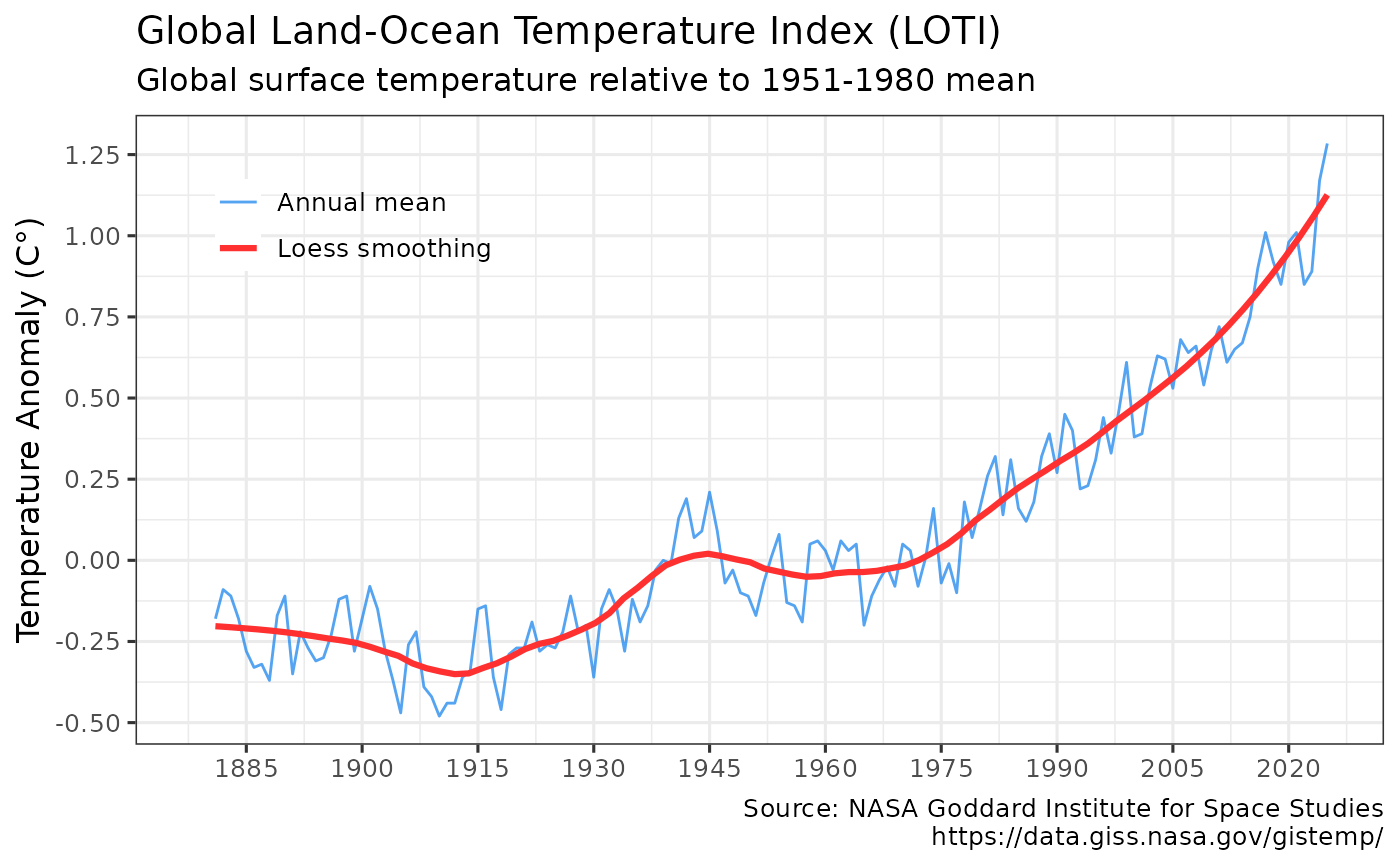 Global Land-Ocean Temperature Index (LOTI)
Global surface temperature relative to 1951-1980 mean
Temperature Anomaly (C°)
1.25
1.00
0.75
0.50
0.25
0.00
-0.25
-0.50
Annual mean
Loess smoothing
1885 1900 1915 1930 1945 1960 1975 1990 2005 2020
Source: NASA Goddard Institute for Space Studies
https://data.giss.nasa.gov/gistemp/